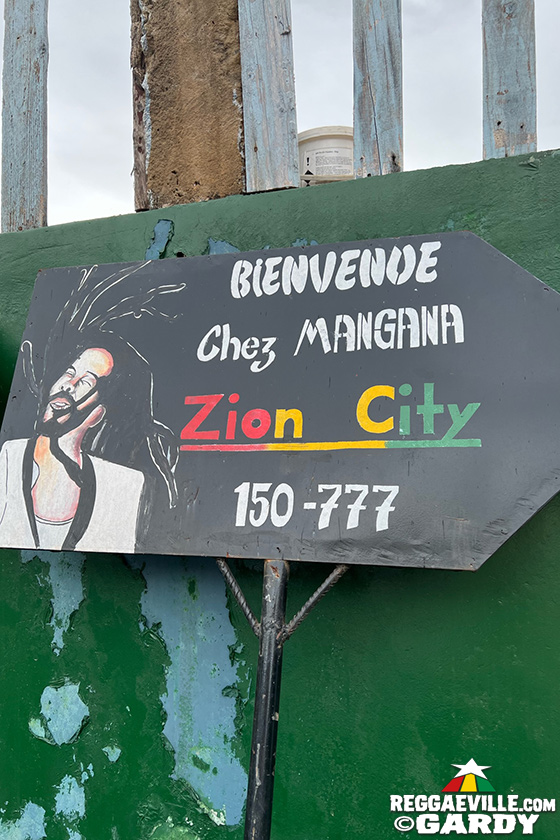 BIENVENUE
Chez MANGANA
Zion City
150-777
REGGAEVILLE.com
© GARDY